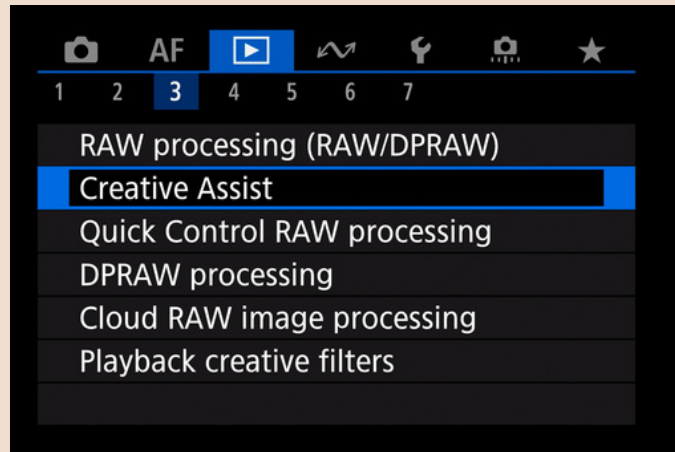 AF
1 2 3 4 5 6 7
RAW processing (RAW/DPRAW)
Creative Assist
Quick Control RAW processing
DPRAW processing
Cloud RAW image processing
Playback creative filters